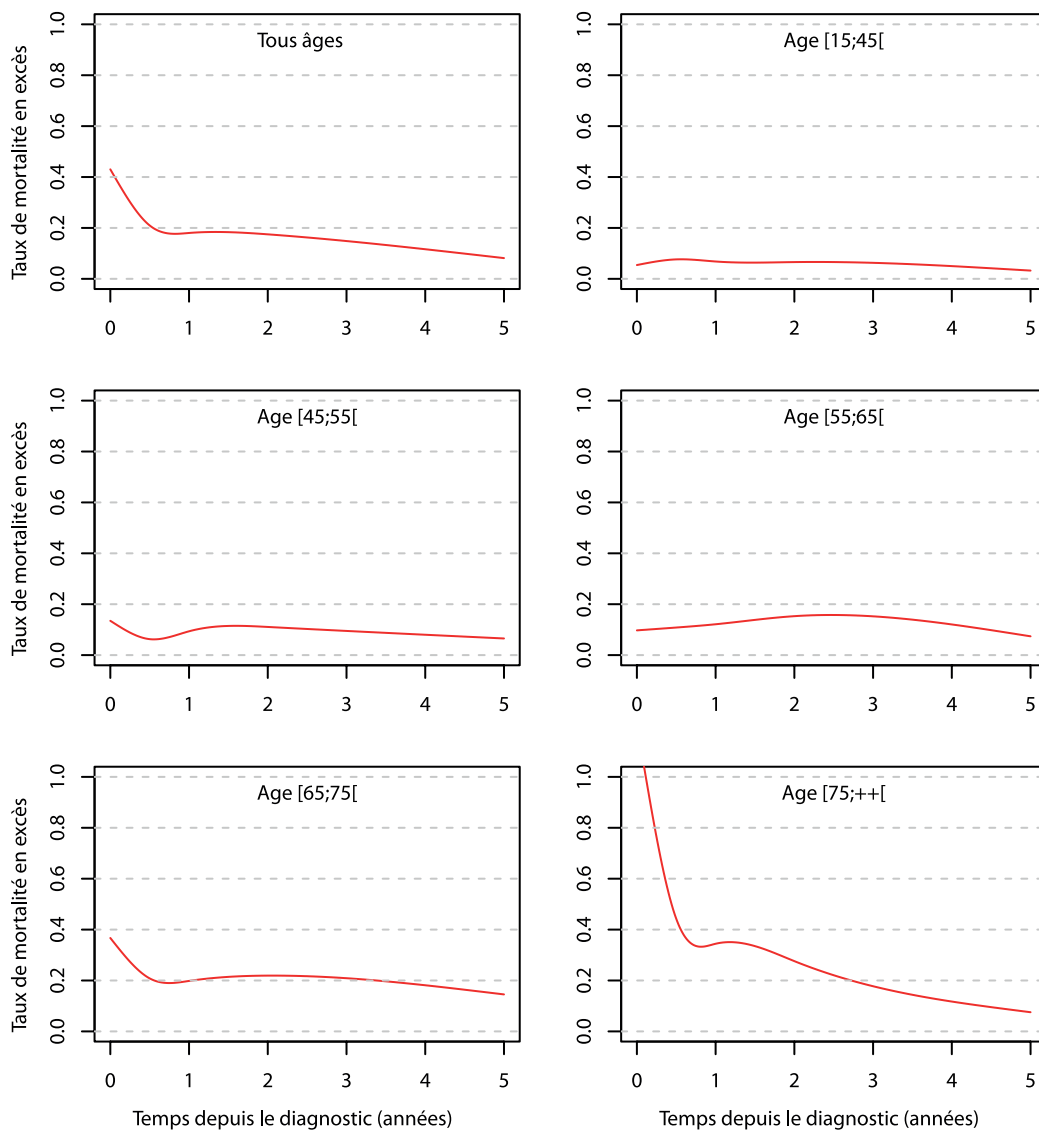 Tous âges
Taux de mortalité en excès
0.0 0.2 0.4 0.6 0.8 1.0
0 1 2 3 4 5
Age [15;45[
0.0 0.2 0.4 0.6 0.8 1.0
0 1 2 3 4 5
Age [45;55[
Taux de mortalité en excès
0.0 0.2 0.4 0.6 0.8 1.0
0 1 2 3 4 5
Age [55;65[
0.0 0.2 0.4 0.6 0.8 1.0
0 1 2 3 4 5
Age [65;75[
Taux de mortalité en excès
0.0 0.2 0.4 0.6 0.8 1.0
0 1 2 3 4 5
Temps depuis le diagnostic (années)
Age [75;++[
0.0 0.2 0.4 0.6 0.8 1.0
0 1 2 3 4 5
Temps depuis le diagnostic (années)